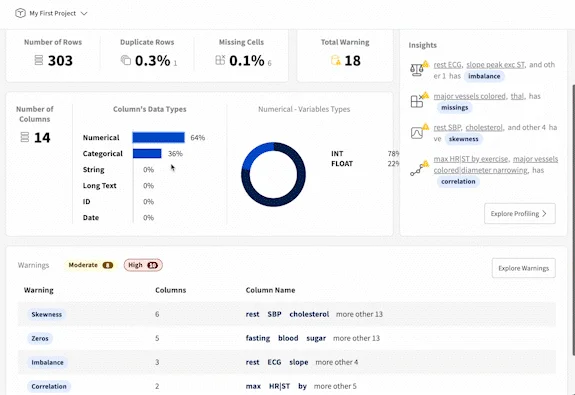 My First Project
Number of Rows
303
Duplicate Rows
0.3% 1
Missing Cells
0.1% 6
Total Warning
18
Insights
rest ECG, slope peak exc ST, and oth
er 1 has imbalance
major vessels colored, thal, has
missings
rest SBP, cholesterol, and other 4 ha
ve skewness
max HR|ST by exercise, major vessels
colored|diameter narrowing, has
correlation
Explore Profiling
Number of
Columns
14
Column's Data Types
Numerical 64%
Categorical 36%
String 0%
Long Text 0%
ID 0%
Date 0%
Numerical - Variables Types
INT 78%
FLOAT 22%
Warnings Moderate 8 High 10
Explore Warnings
Warning Columns Column Name
Skewness 6 rest SBP cholesterol more other 13
Zeros 5 fasting blood sugar more other 13
Imbalance 3 rest ECG slope more other 4
Correlation 2 max HR|ST by more other 5